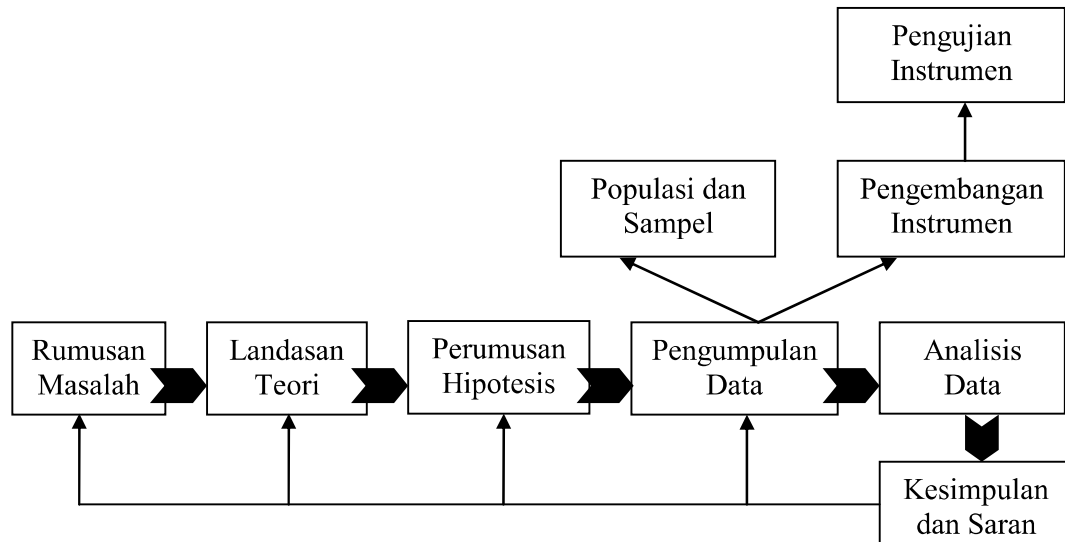 Pengujian
Instrumen
Populasi dan
Sampel
Pengembangan
Instrumen
Rumusan
Masalah
Landasan
Teori
Perumusan
Hipotesis
Pengumpulan
Data
Analisis
Data
Kesimpulan
dan Saran